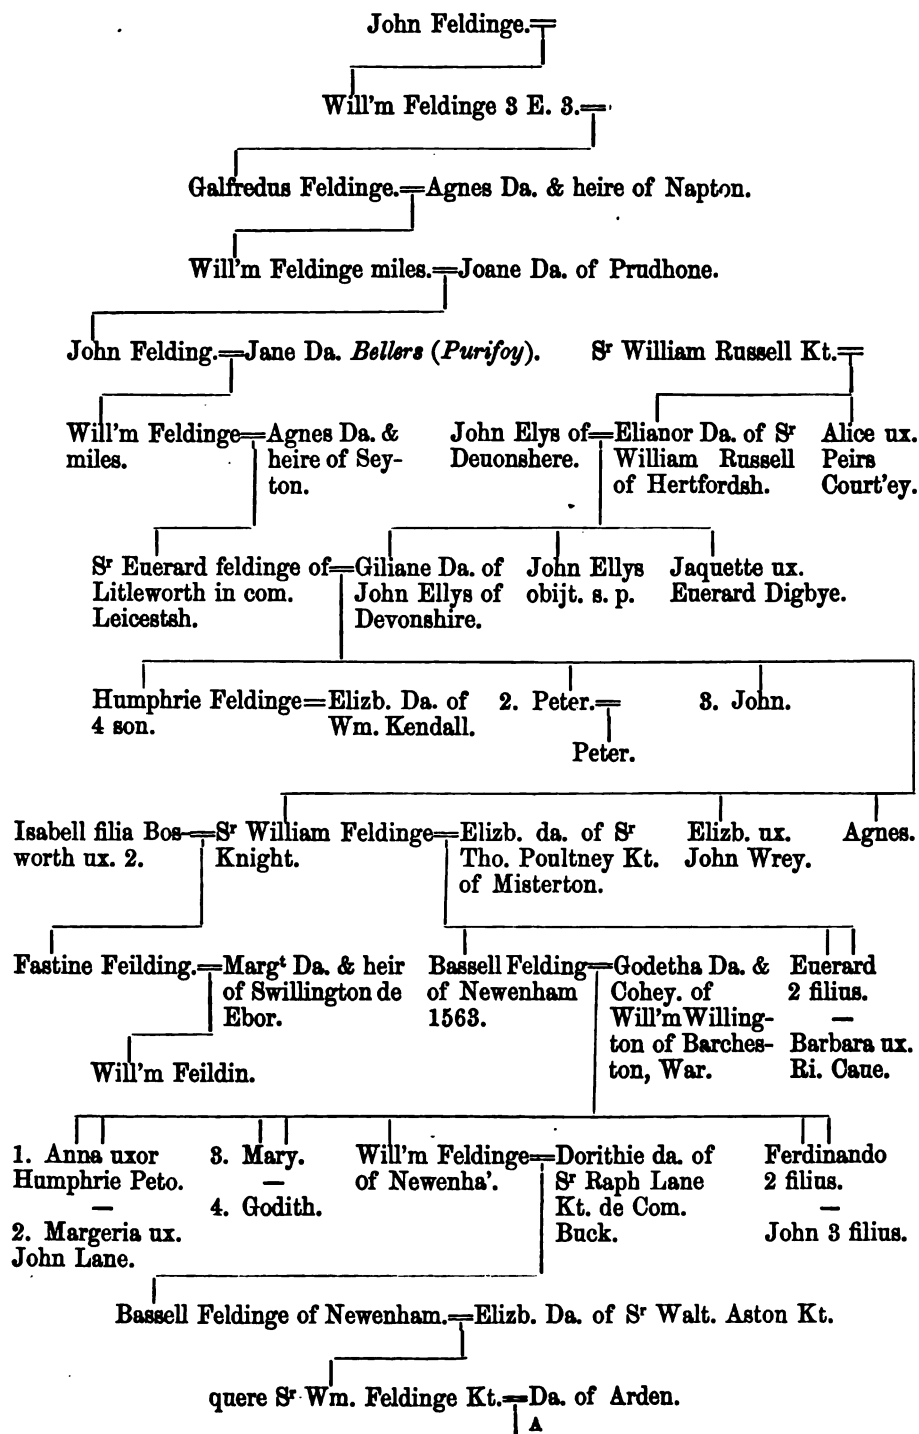 John Feldinge.=
Will'm Feldinge 3 E. 3.=
Galfredus Feldinge.=Agnes Da. & heire of Napton.
Will'm Feldinge miles.=Joane Da. of Prudhone.
John Felding.=Jane Da. Bellers (Purifoy).
Sr William Russell Kt.=
Will'm Feldinge=Agnes Da. &
miles. heire of Sey-
ton.
John Elys of=Elianor Da. of Sr
Deuonshere. William Russell
of Hertfordsh.
Alice ux.
Peirs
Court'ey.
Sr Euerard feldinge of=Giliane Da. of
Litleworth in com. John Ellys of
Leicestsh. Devonshire.
John Ellys
obijt. s. p.
Jaquette ux.
Euerard Digbye.
Humphrie Feldinge=Elizb. Da. of
4 son. Wm. Kendall.
2. Peter.=
Peter.
3. John.
Isabell filia Bos-=Sr William Feldinge=Elizb. da. of Sr
worth ux. 2. Knight. Tho. Poultney Kt.
of Misterton.
Elizb. ux.
John Wrey.
Agnes.
Fastine Feilding.=Margt Da. & heir
of Swillington de
Ebor.
Will'm Feildin.
Bassell Felding=Godetha Da. &
of Newenham Cohey. of
1563. Will'm Willing-
ton of Barches-
ton, War.
Euerard
2 filius.
—
Barbara ux.
Ri. Caue.
1. Anna uxor
Humphrie Peto.
—
2. Margeria ux.
John Lane.
3. Mary.
—
4. Godith.
Will'm Feldinge=Dorithie da. of
of Newenha'. Sr Raph Lane
Kt. de Com.
Buck.
Ferdinando
2 filius.
—
John 3 filius.
Bassell Feldinge of Newenham.=Elizb. Da. of Sr Walt. Aston Kt.
quere Sr Wm. Feldinge Kt.=Da. of Arden.
A